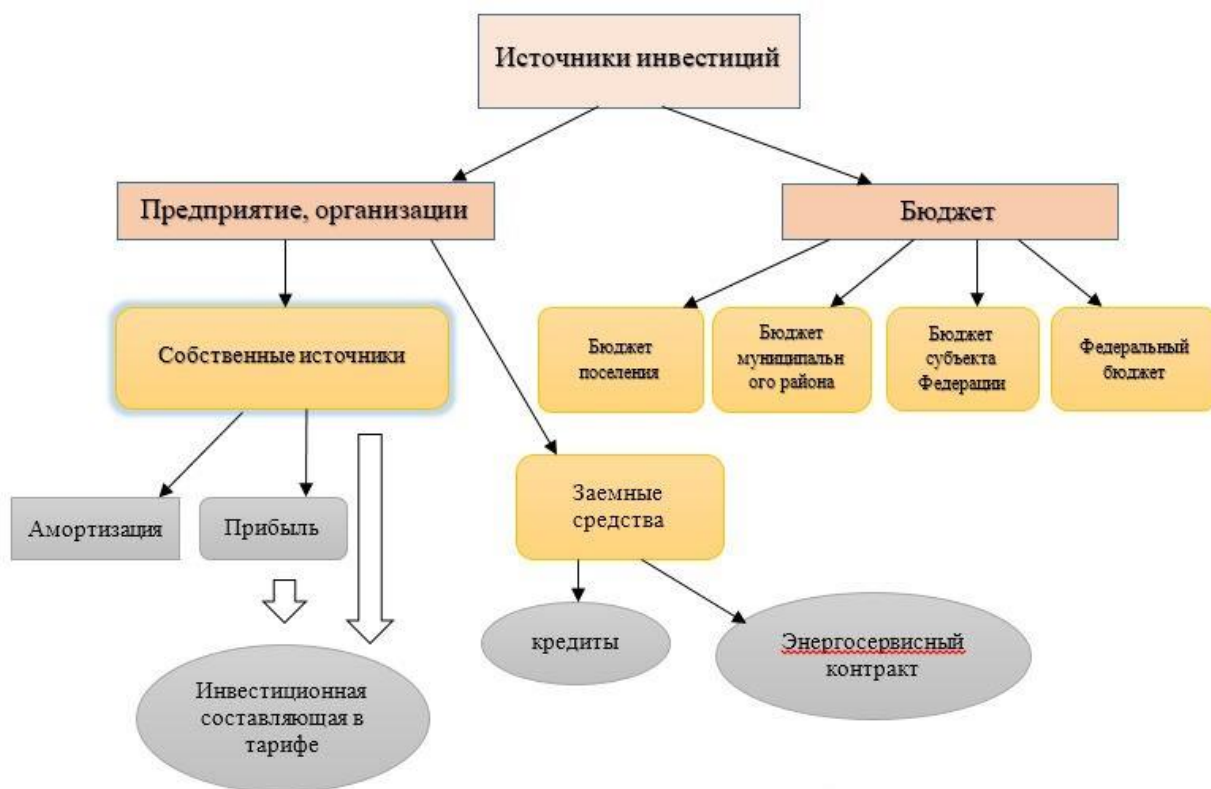 Источники инвестиций
Предприятие, организации
Бюджет
Собственные источники
Бюджет
поселения
Бюджет
муниципальн
ого района
Бюджет
субъекта
Федерации
Федеральный
бюджет
Амортизация
Прибыль
Заемные
средства
кредиты
Энергосервисный
контракт
Инвестиционная
составляющая в
тарифе